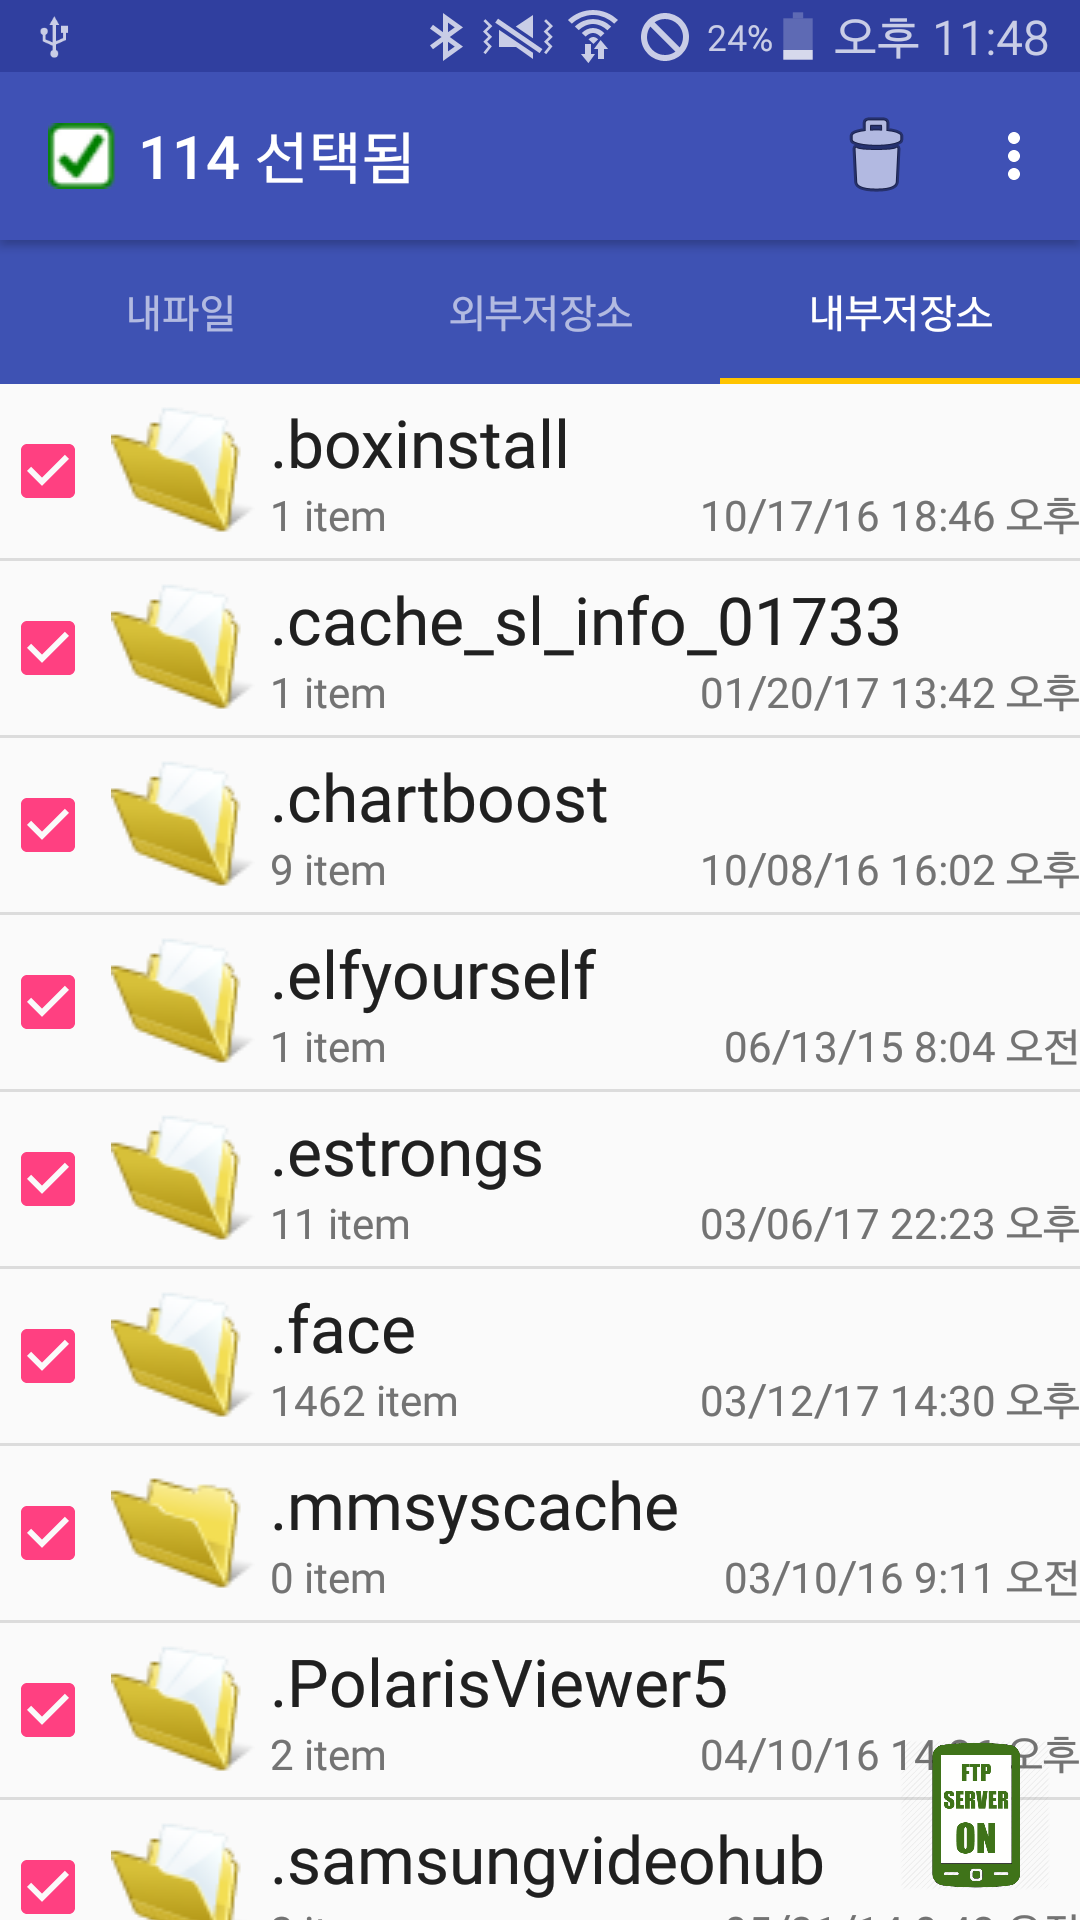 24% 오후 11:48
114 선택됨
내파일 외부저장소 내부저장소
.boxinstall
1 item 10/17/16 18:46 오후
.cache_sl_info_01733
1 item 01/20/17 13:42 오후
.chartboost
9 item 10/08/16 16:02 오후
.elfyourself
1 item 06/13/15 8:04 오전
.estrongs
11 item 03/06/17 22:23 오후
.face
1462 item 03/12/17 14:30 오후
.mmsyscache
0 item 03/10/16 9:11 오전
.PolarisViewer5
2 item 04/10/16 오후
FTP
SERVER
ON
.samsungvideohub